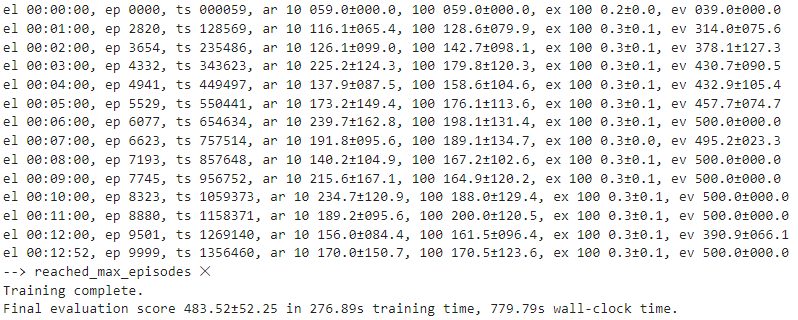 el 00:00:00, ep 0000, ts 000059, ar 10 059.0±000.0, 100 059.0±000.0, ex 100 0.2±0.0, ev 039.0±000.0
el 00:01:00, ep 2820, ts 128569, ar 10 116.1±065.4, 100 128.6±079.9, ex 100 0.3±0.1, ev 314.0±075.6
el 00:02:00, ep 3654, ts 235486, ar 10 126.1±099.0, 100 142.7±098.1, ex 100 0.3±0.1, ev 378.1±127.3
el 00:03:00, ep 4332, ts 343623, ar 10 225.2±124.3, 100 179.8±120.3, ex 100 0.3±0.1, ev 430.7±090.5
el 00:04:00, ep 4941, ts 449497, ar 10 137.9±087.5, 100 158.6±104.6, ex 100 0.3±0.1, ev 432.9±105.4
el 00:05:00, ep 5529, ts 550441, ar 10 173.2±149.4, 100 176.1±113.6, ex 100 0.3±0.1, ev 457.7±074.7
el 00:06:00, ep 6077, ts 654634, ar 10 239.7±162.8, 100 198.1±131.4, ex 100 0.3±0.1, ev 500.0±000.0
el 00:07:00, ep 6623, ts 757514, ar 10 191.8±095.6, 100 189.1±134.7, ex 100 0.3±0.0, ev 495.2±023.3
el 00:08:00, ep 7193, ts 857648, ar 10 140.2±104.9, 100 167.2±102.6, ex 100 0.3±0.1, ev 500.0±000.0
el 00:09:00, ep 7745, ts 956752, ar 10 215.6±167.1, 100 164.9±120.2, ex 100 0.3±0.1, ev 500.0±000.0
el 00:10:00, ep 8323, ts 1059373, ar 10 234.7±120.9, 100 188.0±129.4, ex 100 0.3±0.1, ev 500.0±000.0
el 00:11:00, ep 8880, ts 1158371, ar 10 189.2±095.6, 100 200.0±120.5, ex 100 0.3±0.1, ev 500.0±000.0
el 00:12:00, ep 9501, ts 1269140, ar 10 156.0±084.4, 100 161.5±096.4, ex 100 0.3±0.1, ev 390.9±066.1
el 00:12:52, ep 9999, ts 1356460, ar 10 170.0±150.7, 100 170.5±123.6, ex 100 0.3±0.1, ev 500.0±000.0
--> reached_max_episodes ✕
Training complete.
Final evaluation score 483.52±52.25 in 276.89s training time, 779.79s wall-clock time.